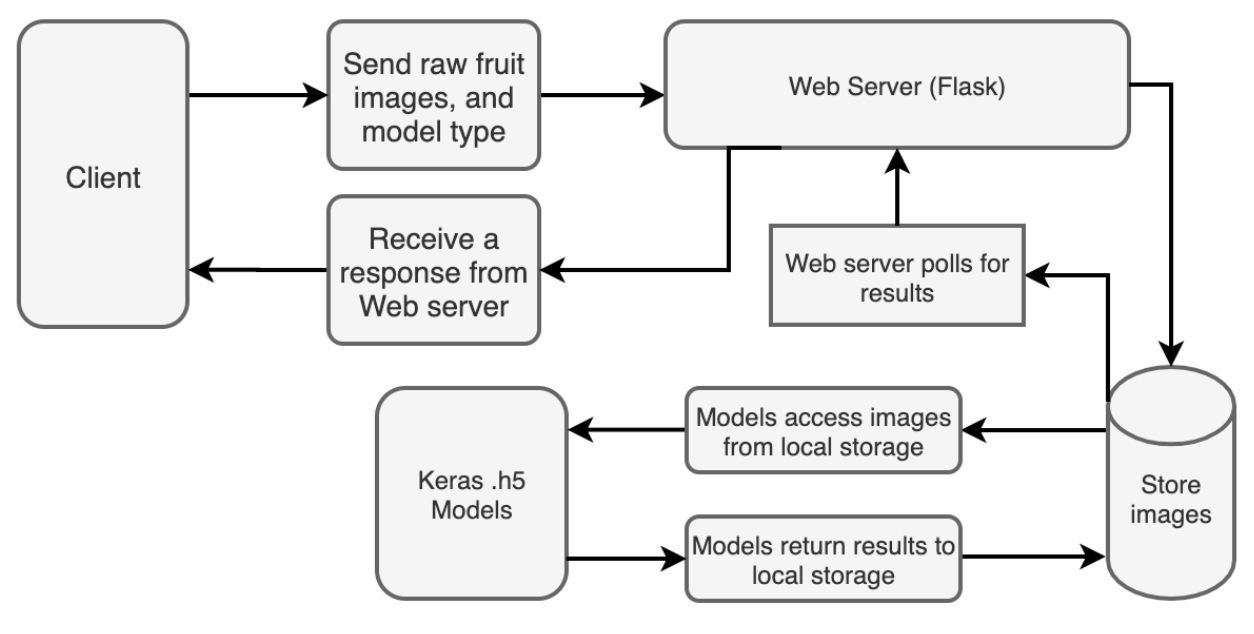 Client
Send raw fruit
images, and
model type
Web Server (Flask)
Receive a
response from
Web server
Web server polls for
results
Keras .h5
Models
Models access images
from local storage
Models return results to
local storage
Store
images